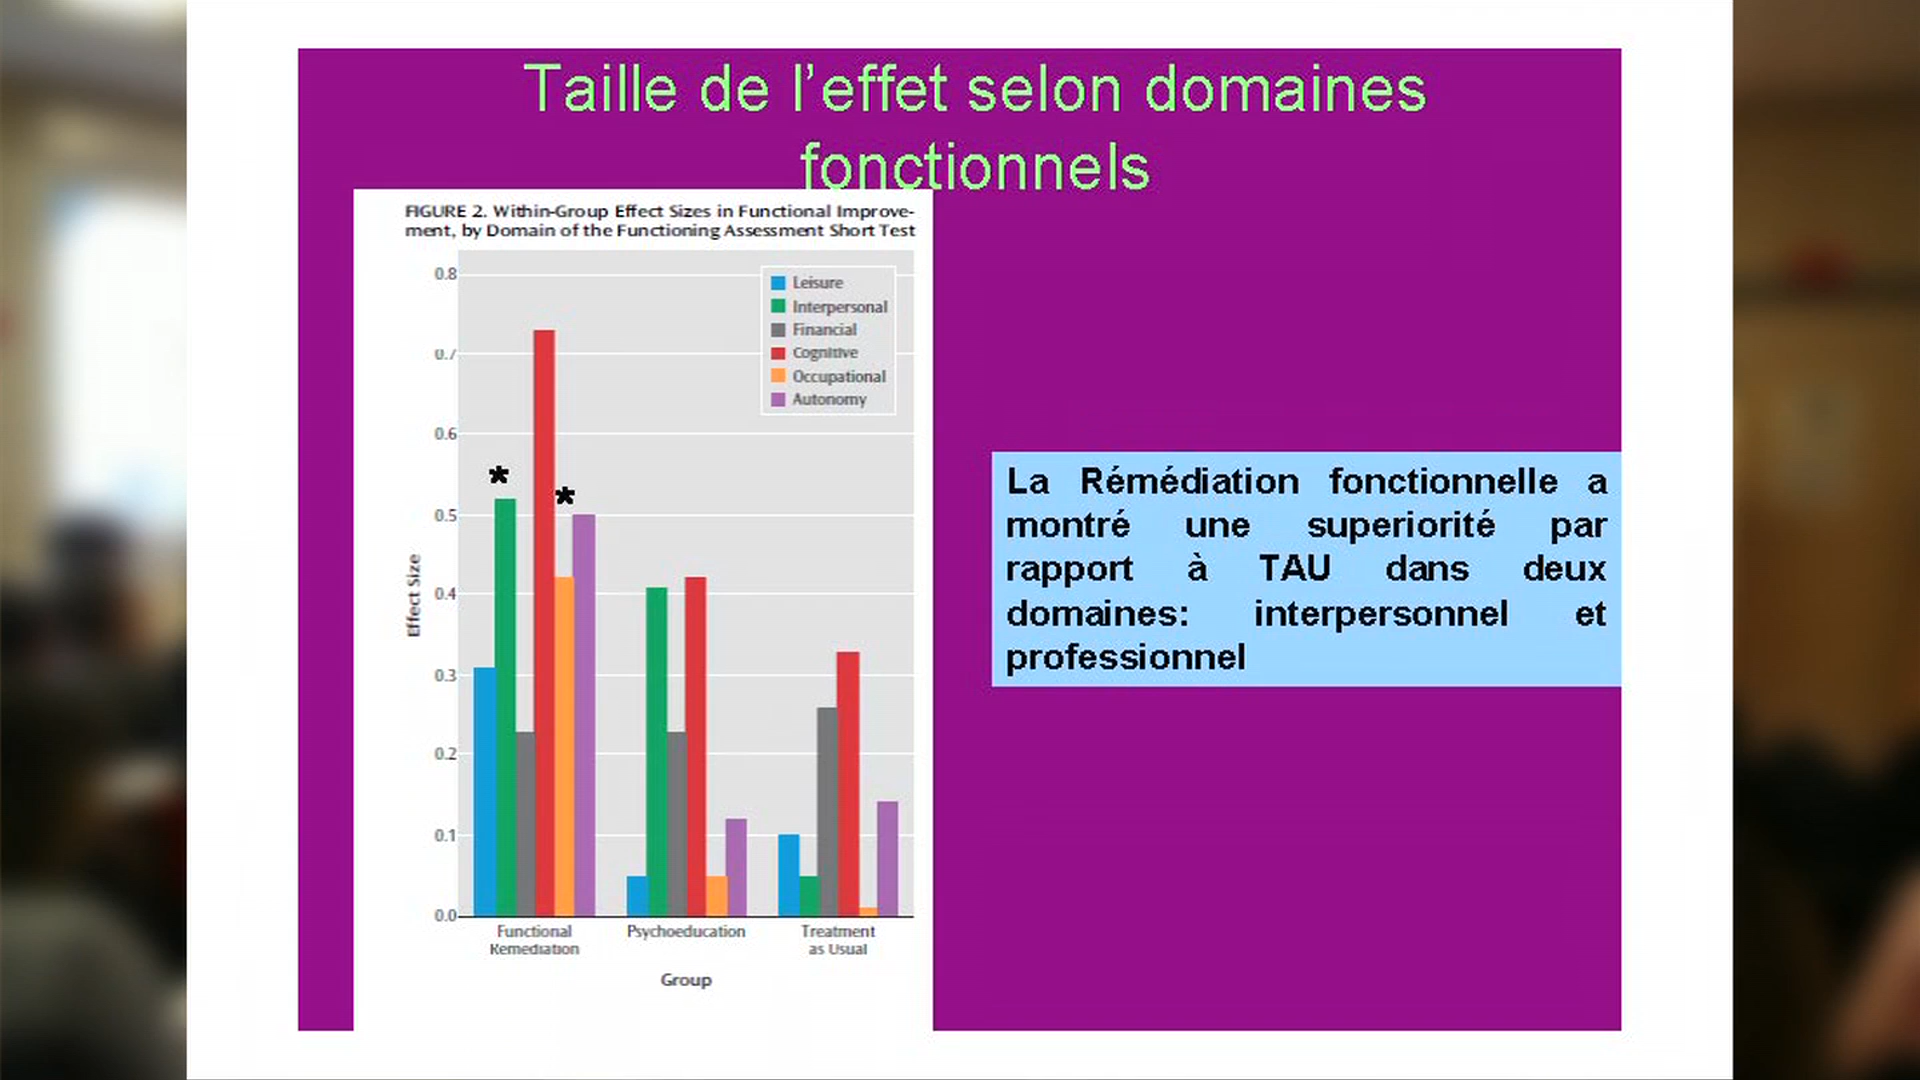 Taille de l’effet selon domaines
fonctionnels
FIGURE 2. Within-Group Effect Sizes in Functional Improve-
ment, by Domain of the Functioning Assessment Short Test
0.8
0.7
0.6
0.5
0.4
0.3
0.2
0.1
0.0
Effect Size
Leisure
Interpersonal
Financial
Cognitive
Occupational
Autonomy
*
*
Functional
Remediation
Psychoeducation
Treatment
as Usual
Group
La Rémédiation fonctionnelle a
montré une superiorité par
rapport à TAU dans deux
domaines: interpersonnel et
professionnel